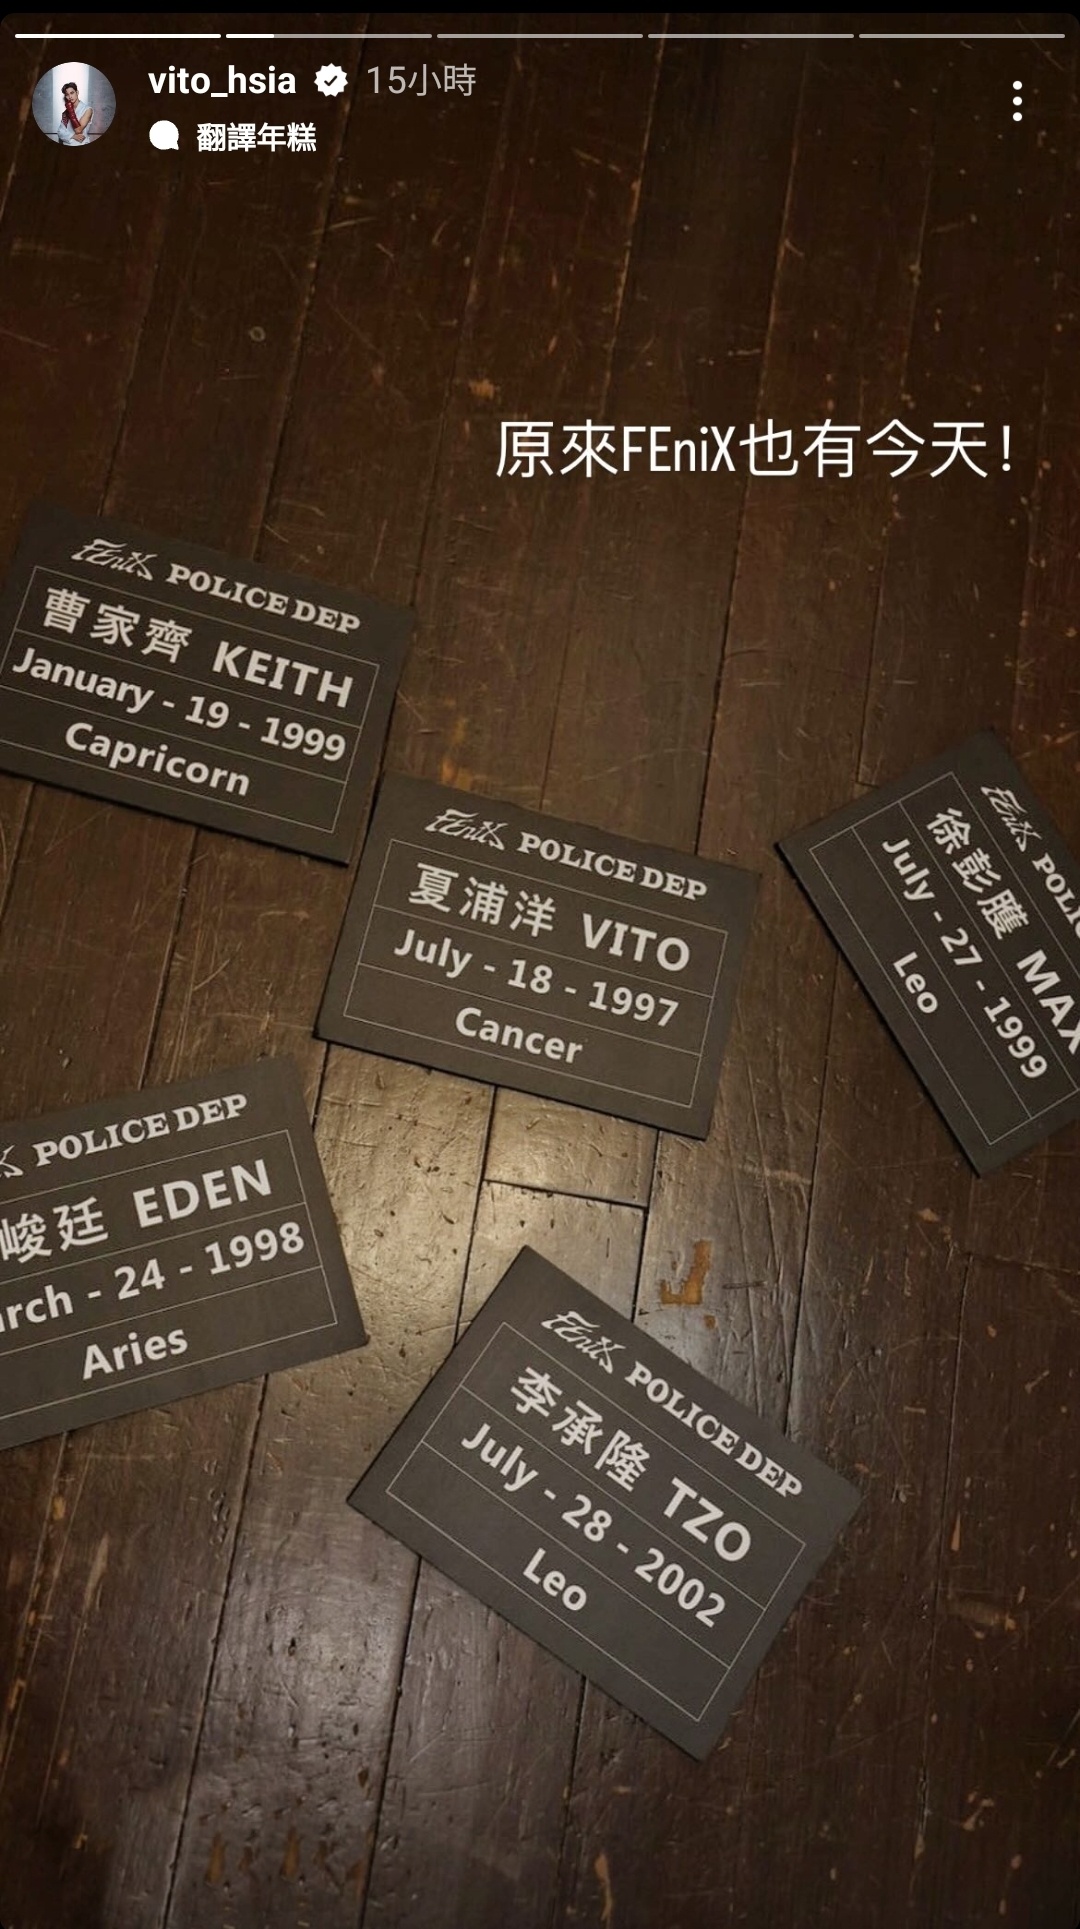 vito_hsia 15小時
翻譯年糕
原來FEniX也有今天!
FEniX POLICE DEP
曹家齊 KEITH
January - 19 - 1999
Capricorn
FEniX POLICE DEP
夏浦洋 VITO
July - 18 - 1997
Cancer
FEniX
徐彭騰 MAX
July - 27 - 1999
Leo
POLICE DEP
峻廷 EDEN
- 24 - 1998
Aries
FEniX POLICE DEP
李承隆 TZO
July - 28 - 2002
Leo